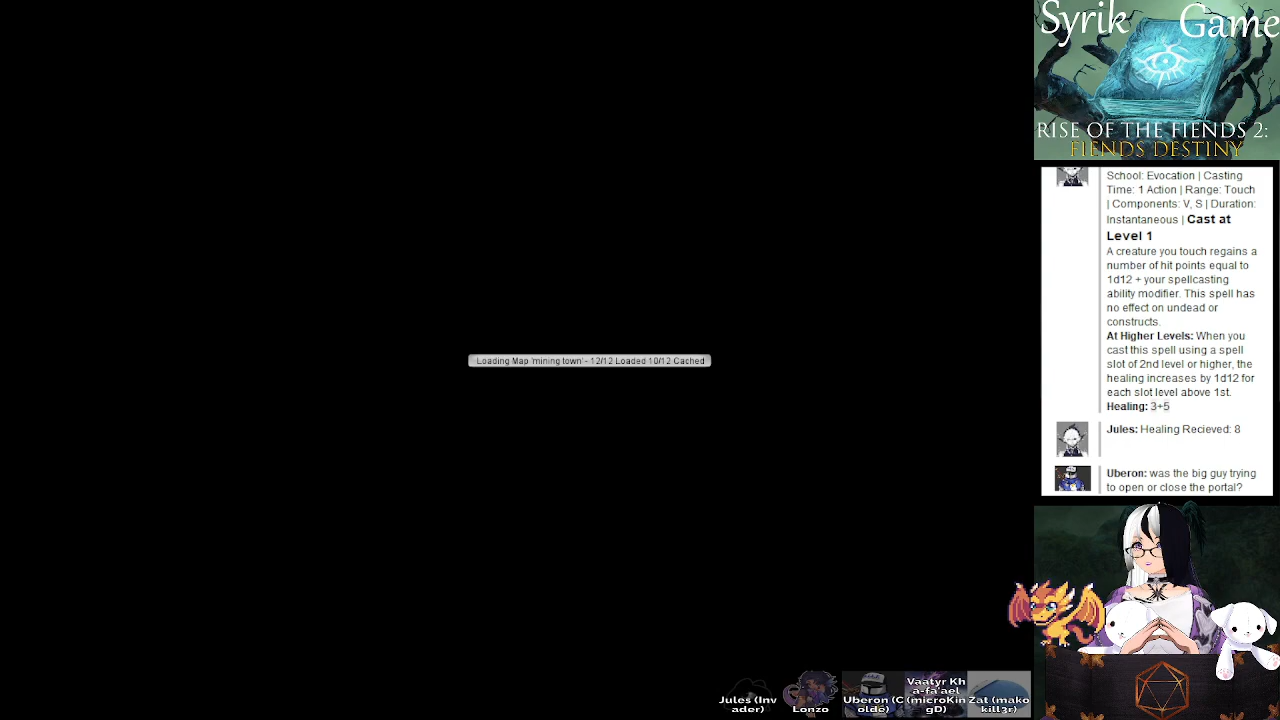 Syrik Game
RISE OF THE FIENDS 2:
FIENDS DESTINY
School: Evocation | Casting
Time: 1 Action | Range: Touch
| Components: V, S | Duration:
Instantaneous | Cast at
Level 1
A creature you touch regains a
number of hit points equal to
1d12 + your spellcasting
ability modifier. This spell has
no effect on undead or
constructs.
At Higher Levels: When you
cast this spell using a spell
slot of 2nd level or higher, the
healing increases by 1d12 for
each slot level above 1st.
Healing: 3+5
Loading Map 'mining town' - 12/12 Loaded 10/12 Cached
Jules: Healing Recieved: 8
Uberon: was the big guy trying
to open or close the portal?
Jules (Inv
ader)
Lonzo
Uberon (C
olde)
Vaatyr Kh
a-fa'ael
(microKin
gD)
Zat (mako
kill3r)